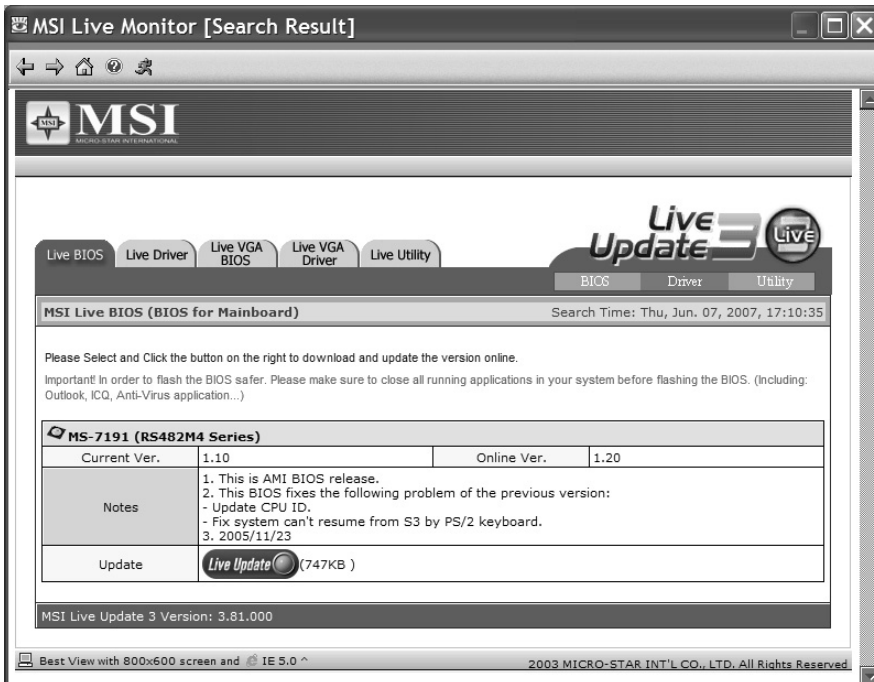 MSI Live Monitor [Search Result]
MSI
MSI
MICRO-STAR INTERNATIONAL
Live Update 3
LIVE
Live BIOS
Live Driver
Live VGA BIOS
Live VGA Driver
Live Utility
BIOS Driver Utility
MSI Live BIOS (BIOS for Mainboard) Search Time: Thu, Jun. 07, 2007, 17:10:35
Please Select and Click the button on the right to download and update the version online.
Important! In order to flash the BIOS safer. Please make sure to close all running applications in your system before flashing the BIOS. (Including:
Outlook, ICQ, Anti-Virus application...)
MS-7191 (RS482M4 Series)
Current Ver. 1.10 Online Ver. 1.20
Notes
1. This is AMI BIOS release.
2. This BIOS fixes the following problem of the previous version:
- Update CPU ID.
- Fix system can't resume from S3 by PS/2 keyboard.
3. 2005/11/23
Update Live Update (747KB )
MSI Live Update 3 Version: 3.81.000
Best View with 800x600 screen and IE 5.0 ^
2003 MICRO-STAR INT'L CO., LTD. All Rights Reserved